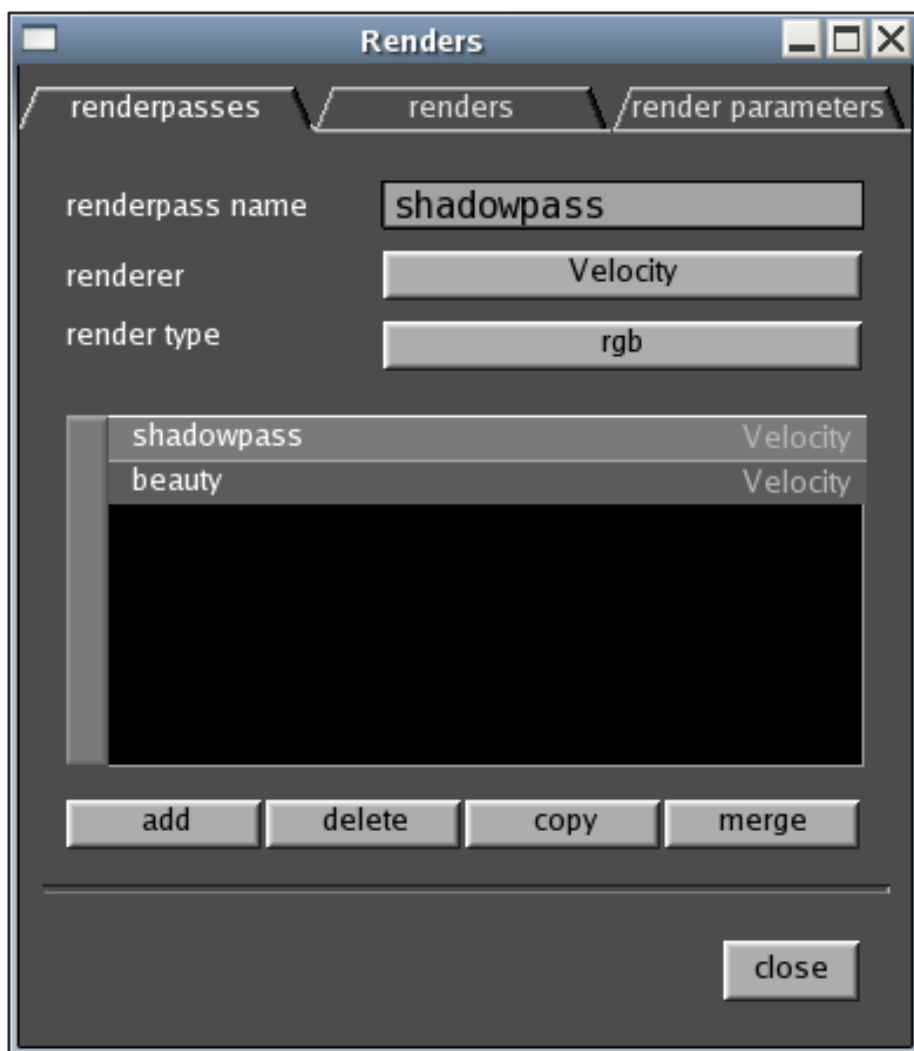 Renders
renderpasses renders render parameters
renderpass name shadowpass
renderer Velocity
render type rgb
shadowpass Velocity
beauty Velocity
add delete copy merge
close